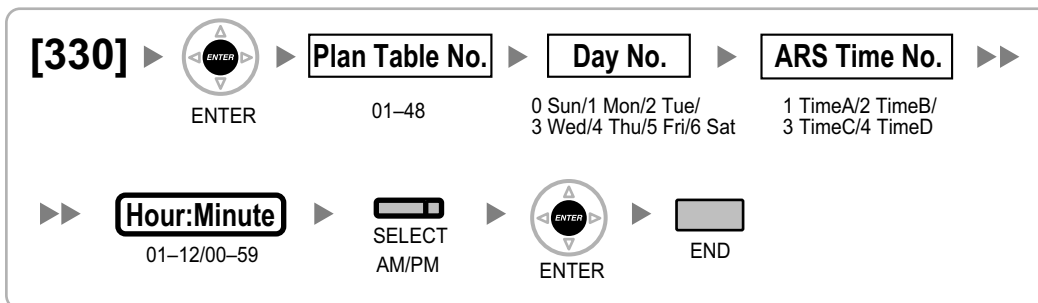 [330] ENTER Plan Table No. Day No. ARS Time No.
ENTER 01–48 0 Sun/1 Mon/2 Tue/ 1 TimeA/2 TimeB/
3 Wed/4 Thu/5 Fri/6 Sat 3 TimeC/4 TimeD
Hour:Minute ENTER
01–12/00–59 SELECT END
AM/PM ENTER